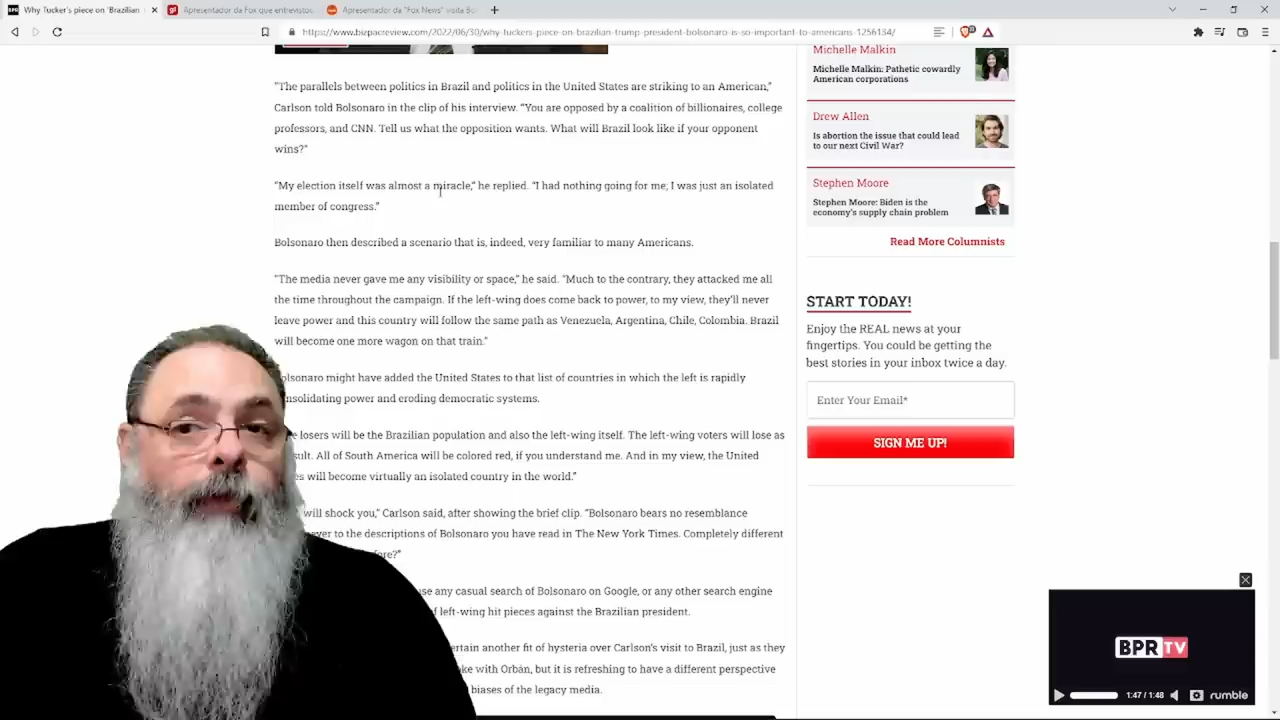 Why Tucker's piece on 'Brazilian
Apresentador da Fox que entrevistou
Apresentador da "Fox News" visita Bo
https://www.bizpacreview.com/2022/06/30/why-tuckers-piece-on-brazilian-trump-president-bolsonaro-is-so-important-to-americans-1256134/
"The parallels between politics in Brazil and politics in the United States are striking to an American,"
Carlson told Bolsonaro in the clip of his interview. "You are opposed by a coalition of billionaires, college
professors, and CNN. Tell us what the opposition wants. What will Brazil look like if your opponent
wins?"
"My election itself was almost a miracle," he replied. "I had nothing going for me; I was just an isolated
member of congress."
Bolsonaro then described a scenario that is, indeed, very familiar to many Americans.
"The media never gave me any visibility or space," he said. "Much to the contrary, they attacked me all
the time throughout the campaign. If the left-wing does come back to power, to my view, they'll never
leave power and this country will follow the same path as Venezuela, Argentina, Chile, Colombia. Brazil
will become one more wagon on that train."
olsonaro might have added the United States to that list of countries in which the left is rapidly
nsolidating power and eroding democratic systems.
e losers will be the Brazilian population and also the left-wing itself. The left-wing voters will lose as
sult. All of South America will be colored red, if you understand me. And in my view, the United
es will become virtually an isolated country in the world."
will shock you," Carlson said, after showing the brief clip. "Bolsonaro bears no resemblance
ever to the descriptions of Bolsonaro you have read in The New York Times. Completely different
fore?"
use any casual search of Bolsonaro on Google, or any other search engine
f left-wing hit pieces against the Brazilian president.
ertain another fit of hysteria over Carlson's visit to Brazil, just as they
ke with Orbán, but it is refreshing to have a different perspective
biases of the legacy media.
Michelle Malkin
Michelle Malkin: Pathetic cowardly
American corporations
Drew Allen
Is abortion the issue that could lead
to our next Civil War?
Stephen Moore
Stephen Moore: Biden is the
economy's supply chain problem
Read More Columnists
START TODAY!
Enjoy the REAL news at your
fingertips. You could be getting the
best stories in your inbox twice a day.
Enter Your Email*
SIGN ME UP!
BPR TV
1:47 / 1:48
rumble